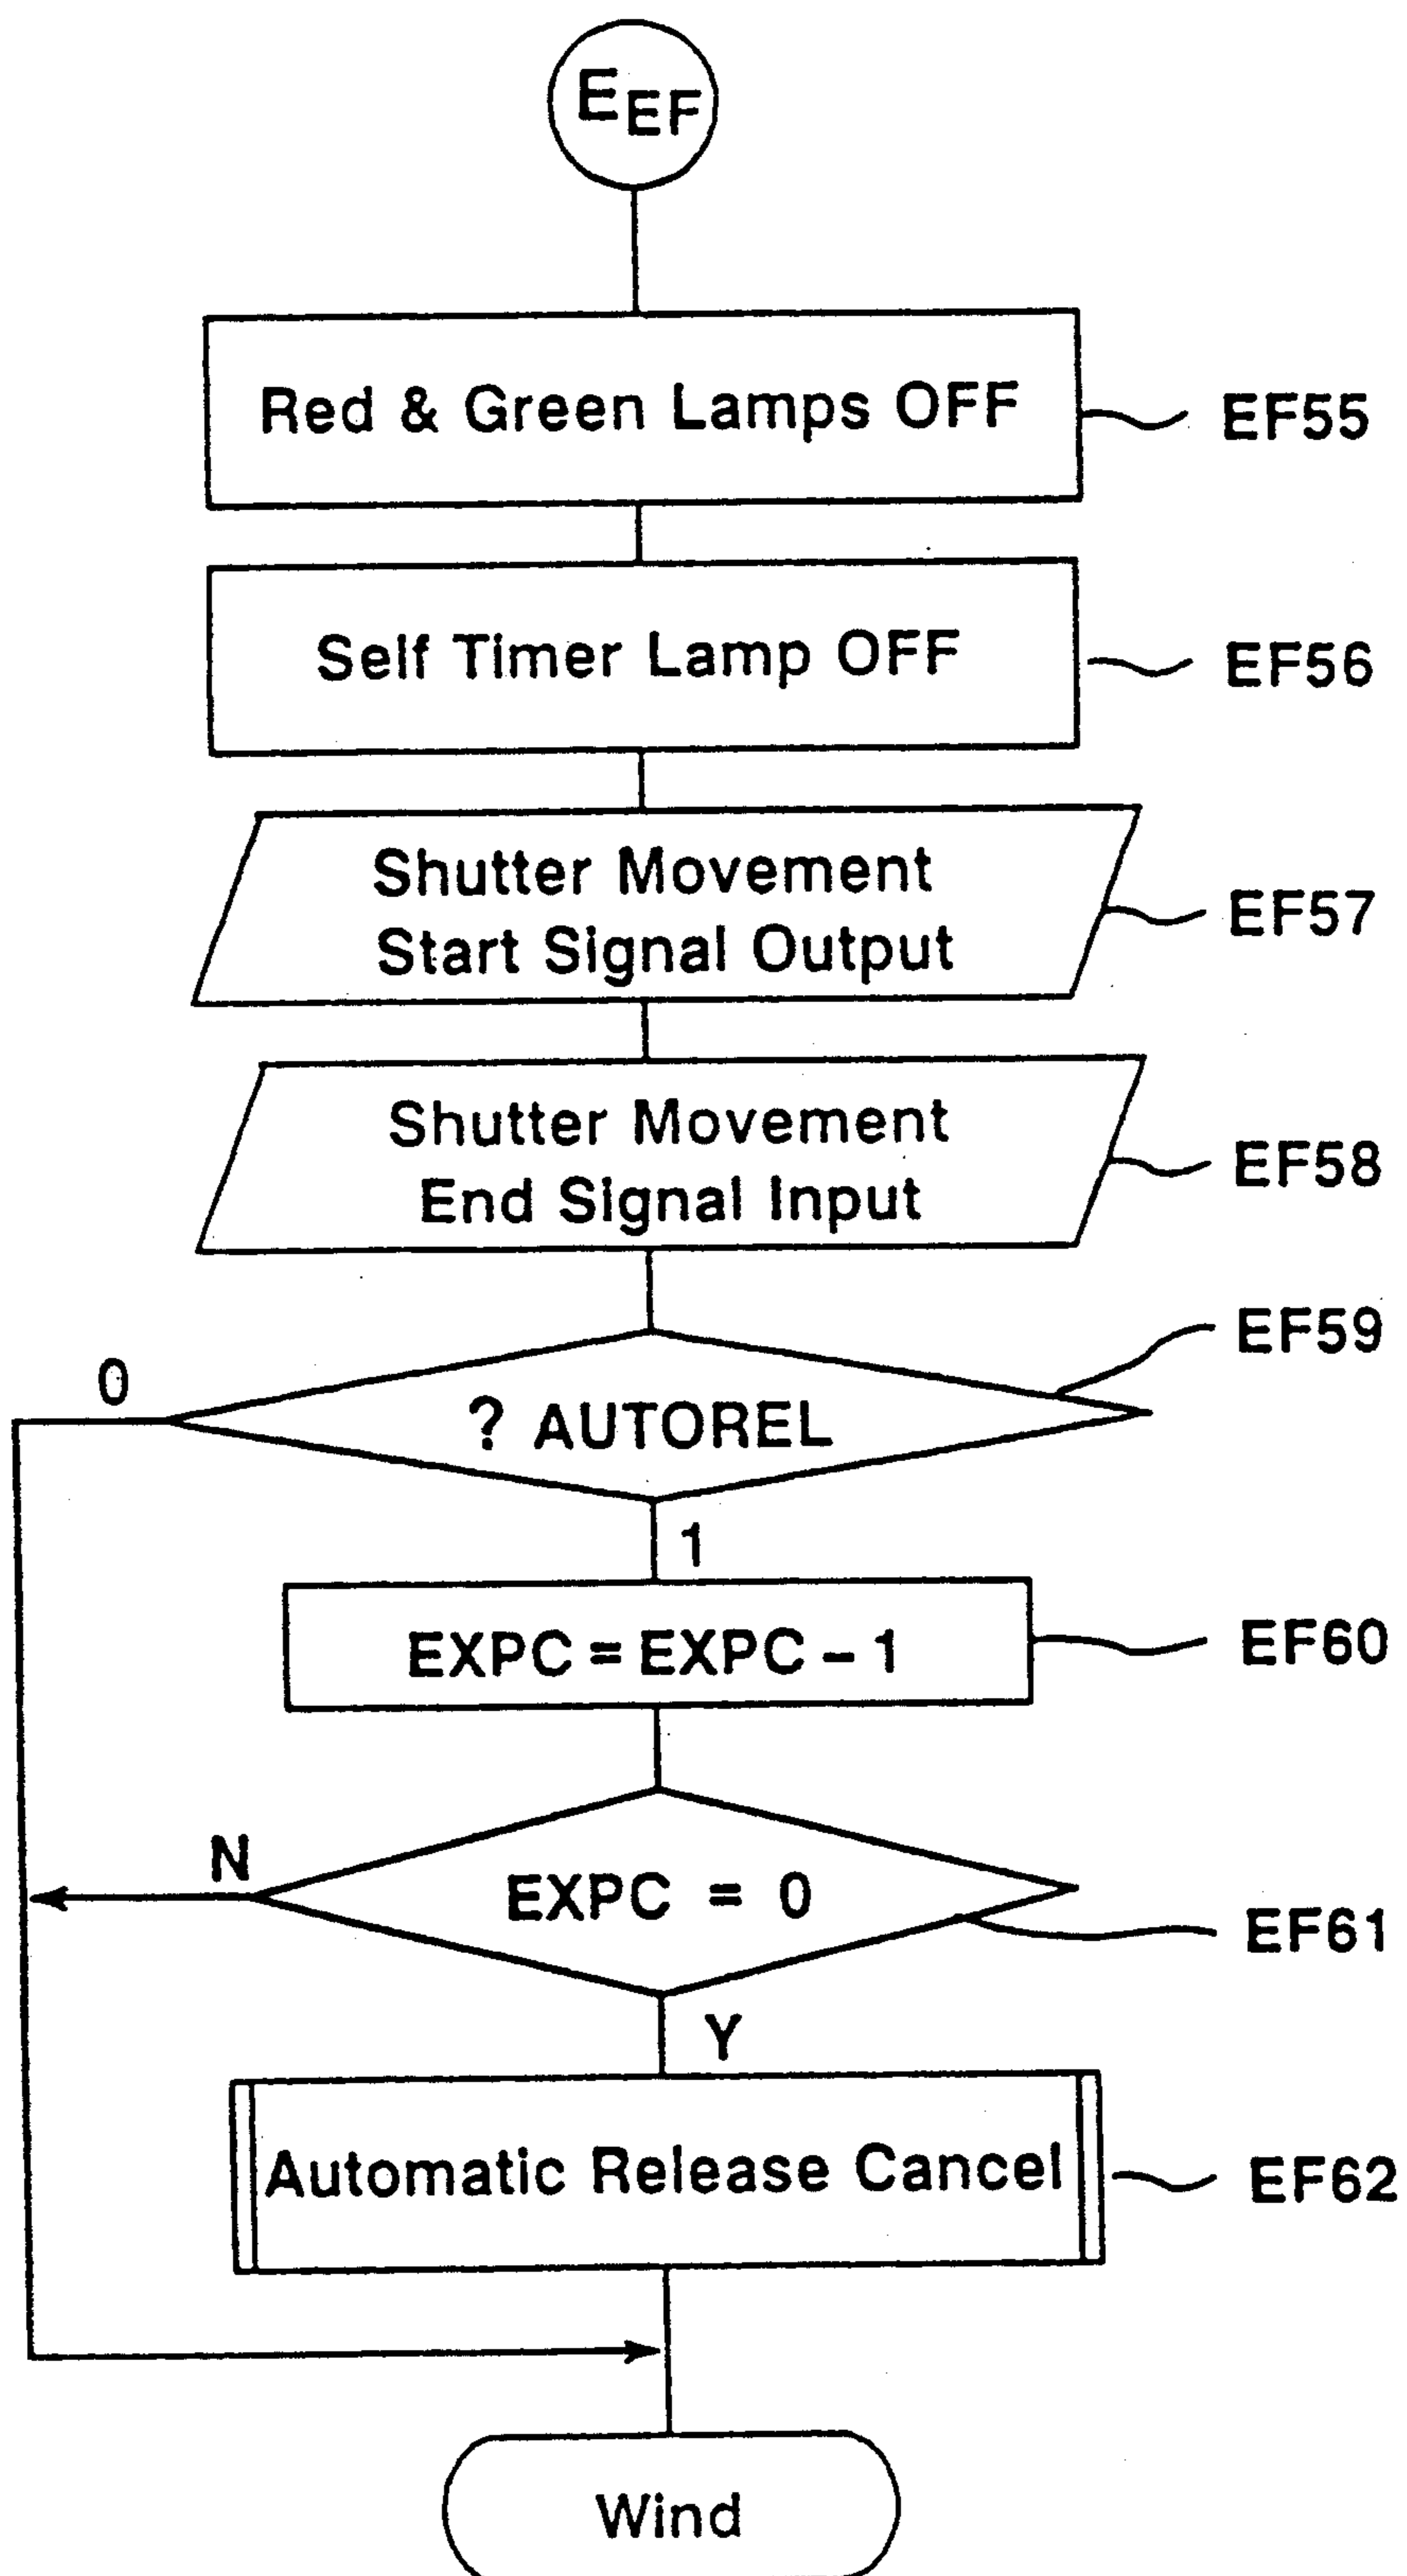 E EF
Red & Green Lamps OFF
EF55
Self Timer Lamp OFF
EF56
Shutter Movement
Start Signal Output
EF57
Shutter Movement
End Signal Input
EF58
EF59
0
? AUTOREL
1
EXPC = EXPC - 1
EF60
N
EXPC = 0
EF61
Y
Automatic Release Cancel
EF62
Wind